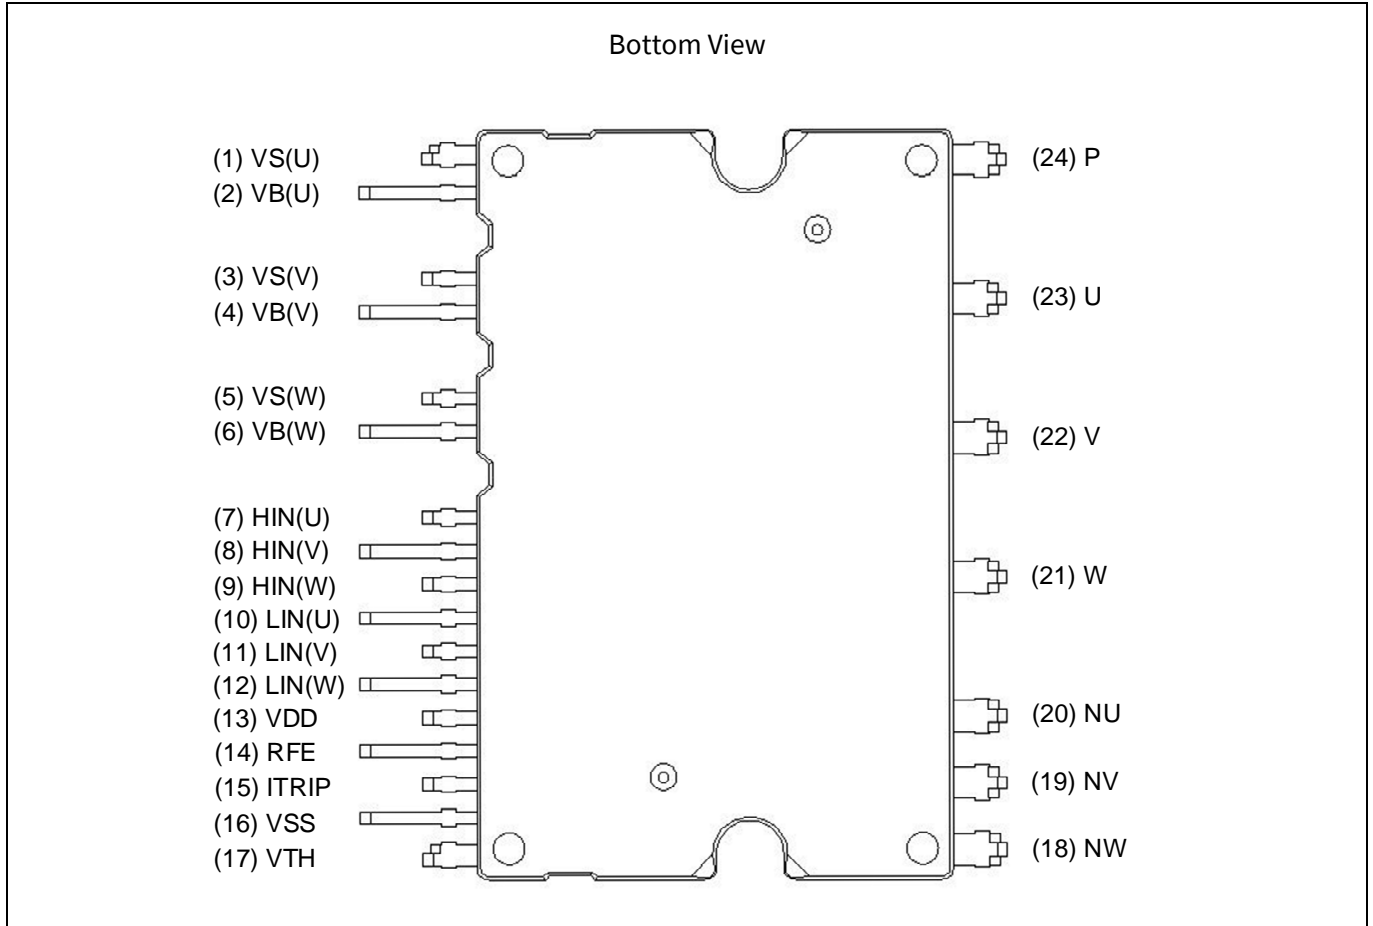 Bottom View
(1) VS(U)
(2) VB(U)
(3) VS(V)
(4) VB(V)
(5) VS(W)
(6) VB(W)
(7) HIN(U)
(8) HIN(V)
(9) HIN(W)
(10) LIN(U)
(11) LIN(V)
(12) LIN(W)
(13) VDD
(14) RFE
(15) ITRIP
(16) VSS
(17) VTH
(24) P
(23) U
(22) V
(21) W
(20) NU
(19) NV
(18) NW